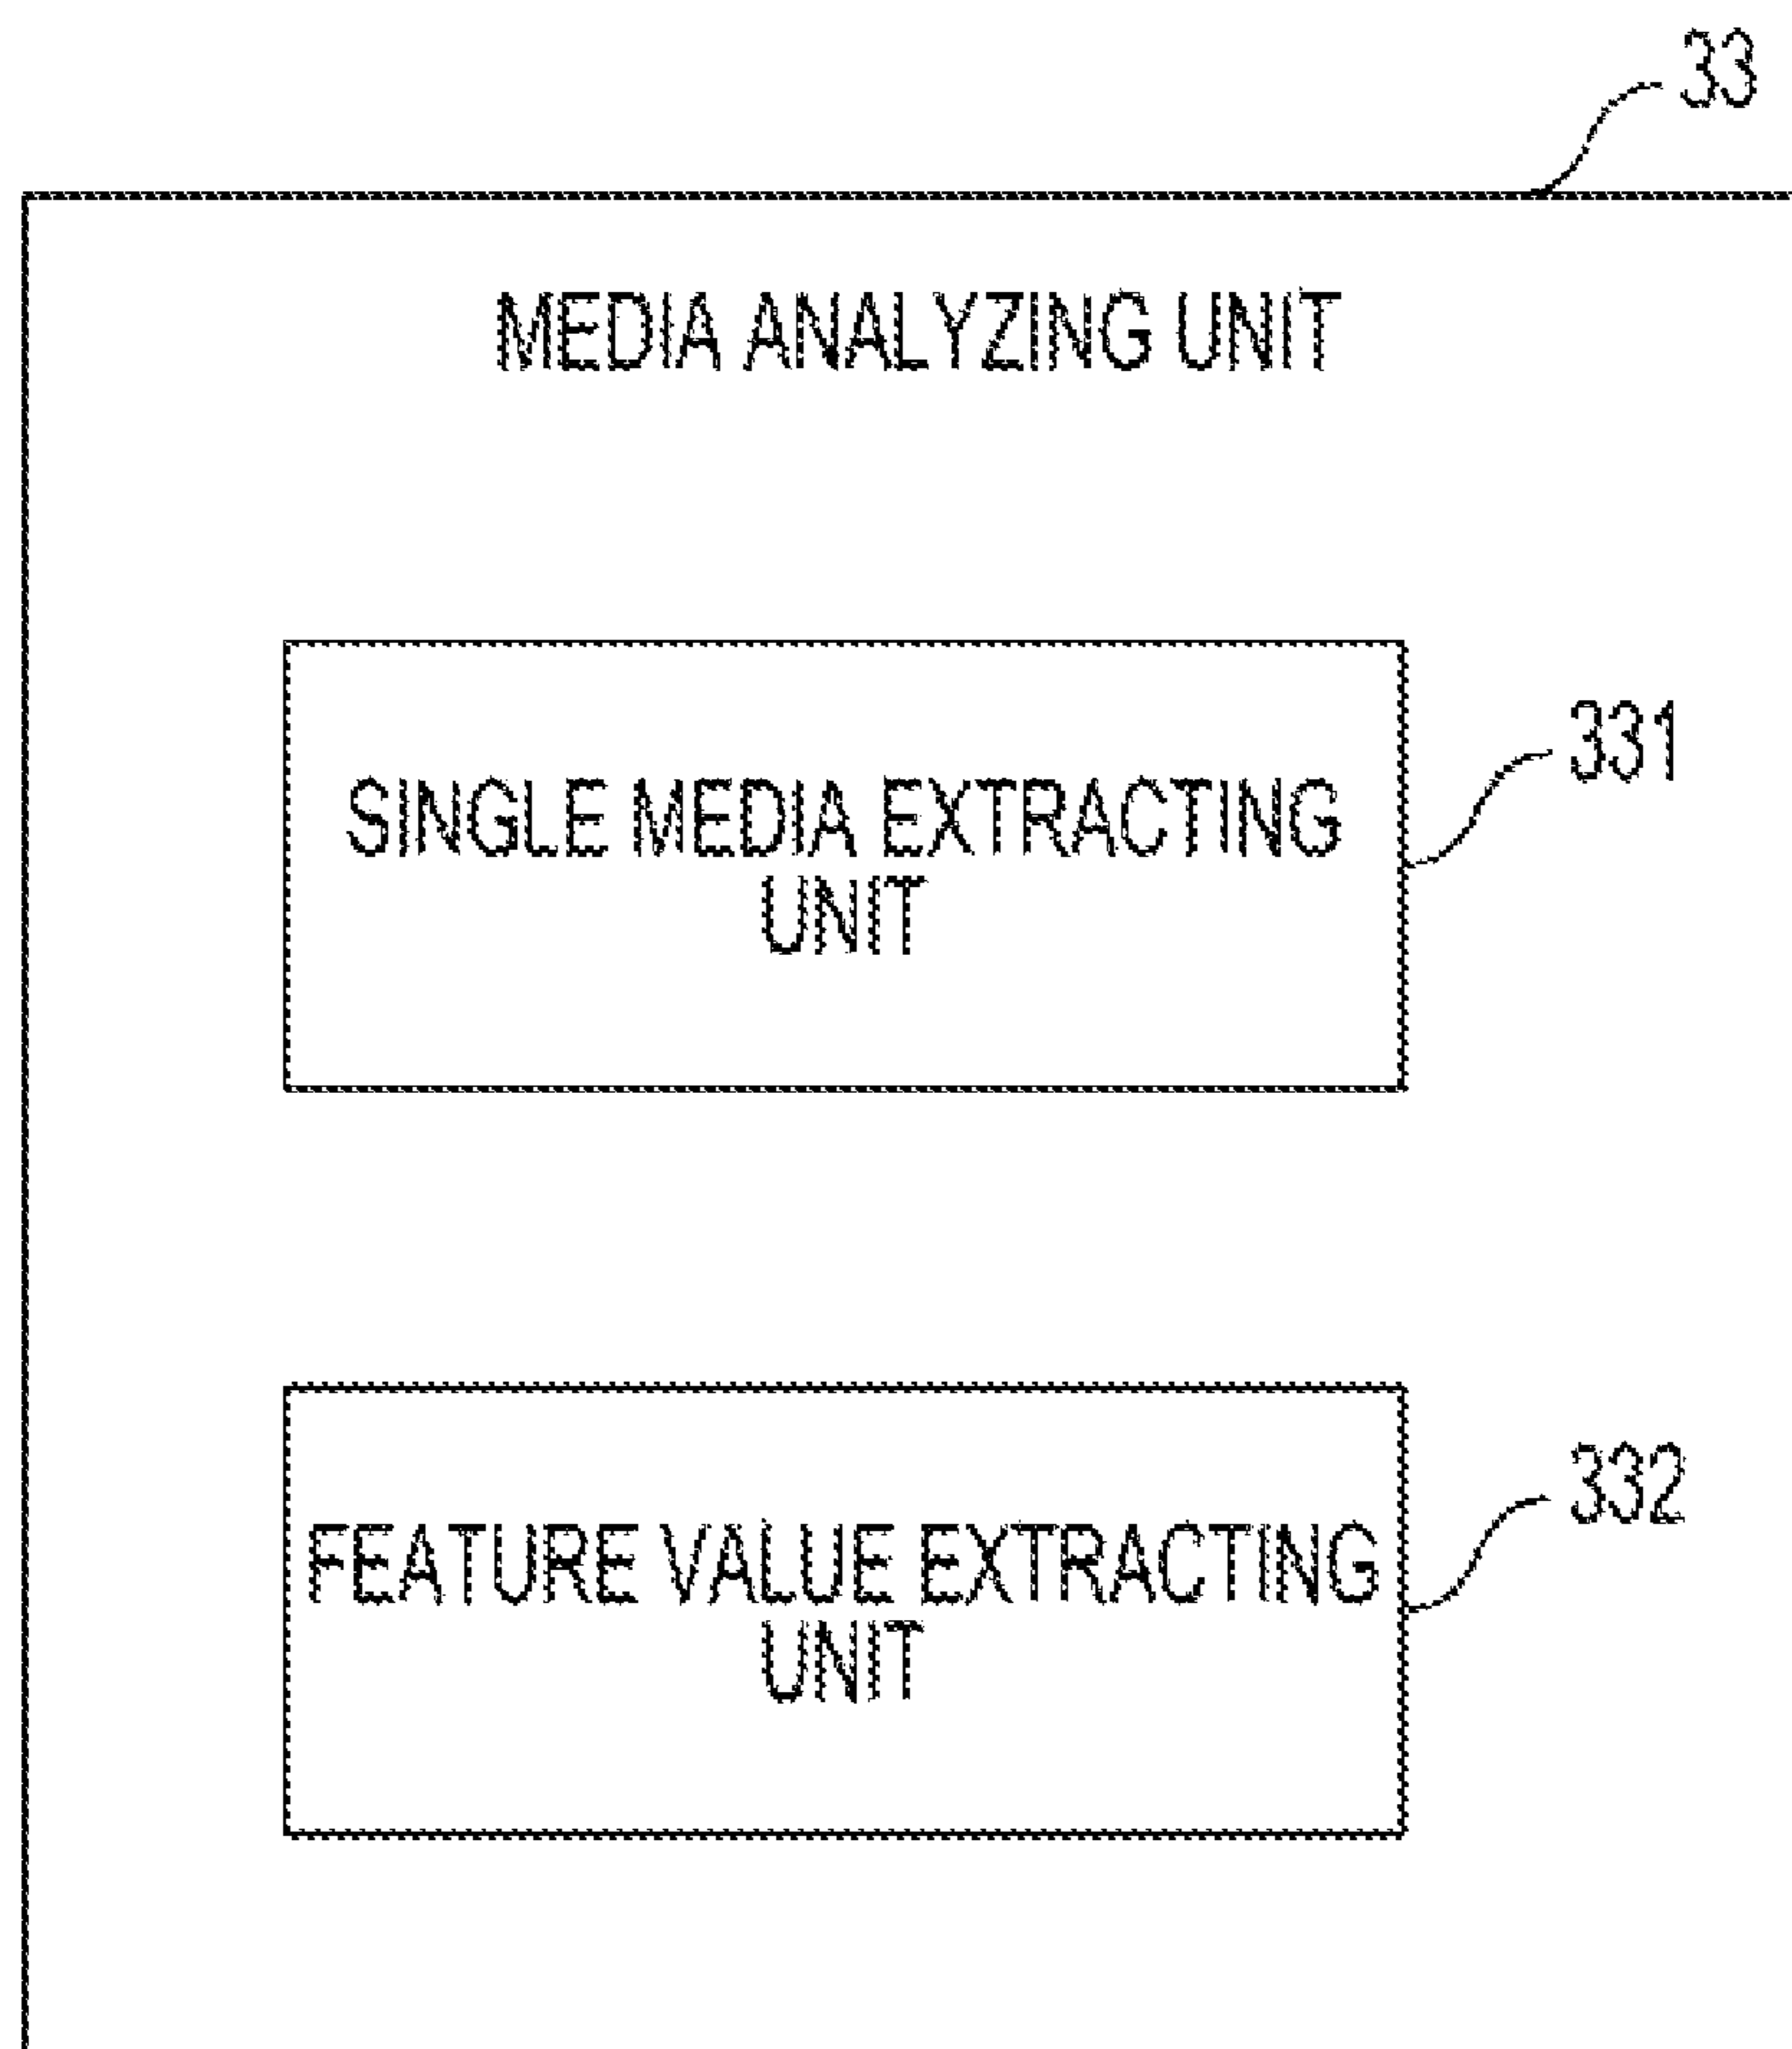 33
MEDIA ANALYZING UNIT
SINGLE MEDIA EXTRACTING
UNIT
331
FEATURE VALUE EXTRACTING
UNIT
332